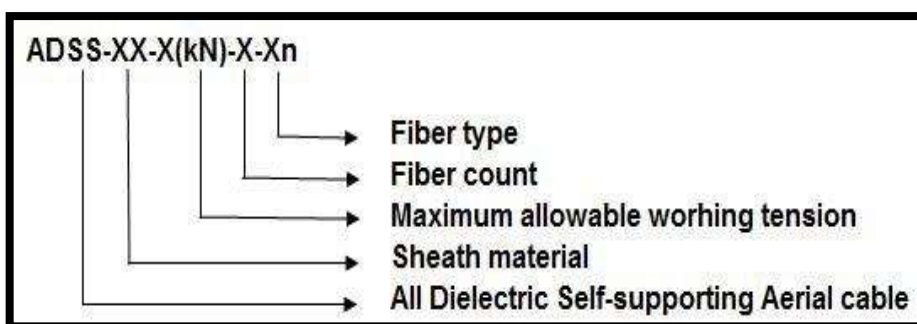 ADSS-XX-X(kN)-X-Xn
Fiber type
Fiber count
Maximum allowable worhing tension
Sheath material
All Dielectric Self-supporting Aerial cable